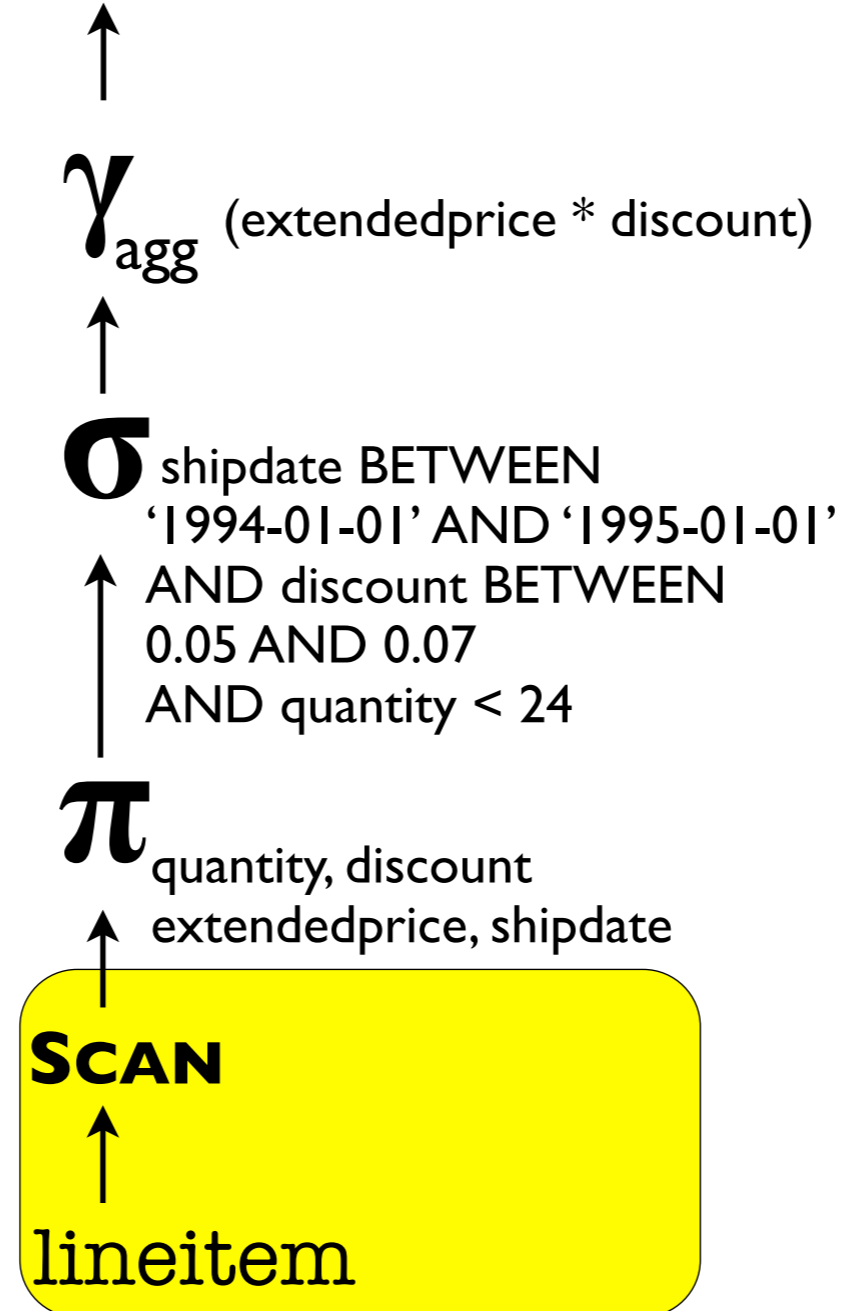 γagg (extendedprice * discount)
σ shipdate BETWEEN
‘1994-01-01’ AND ‘1995-01-01’
AND discount BETWEEN
0.05 AND 0.07
AND quantity < 24
π quantity, discount
extendedprice, shipdate
SCAN
lineitem